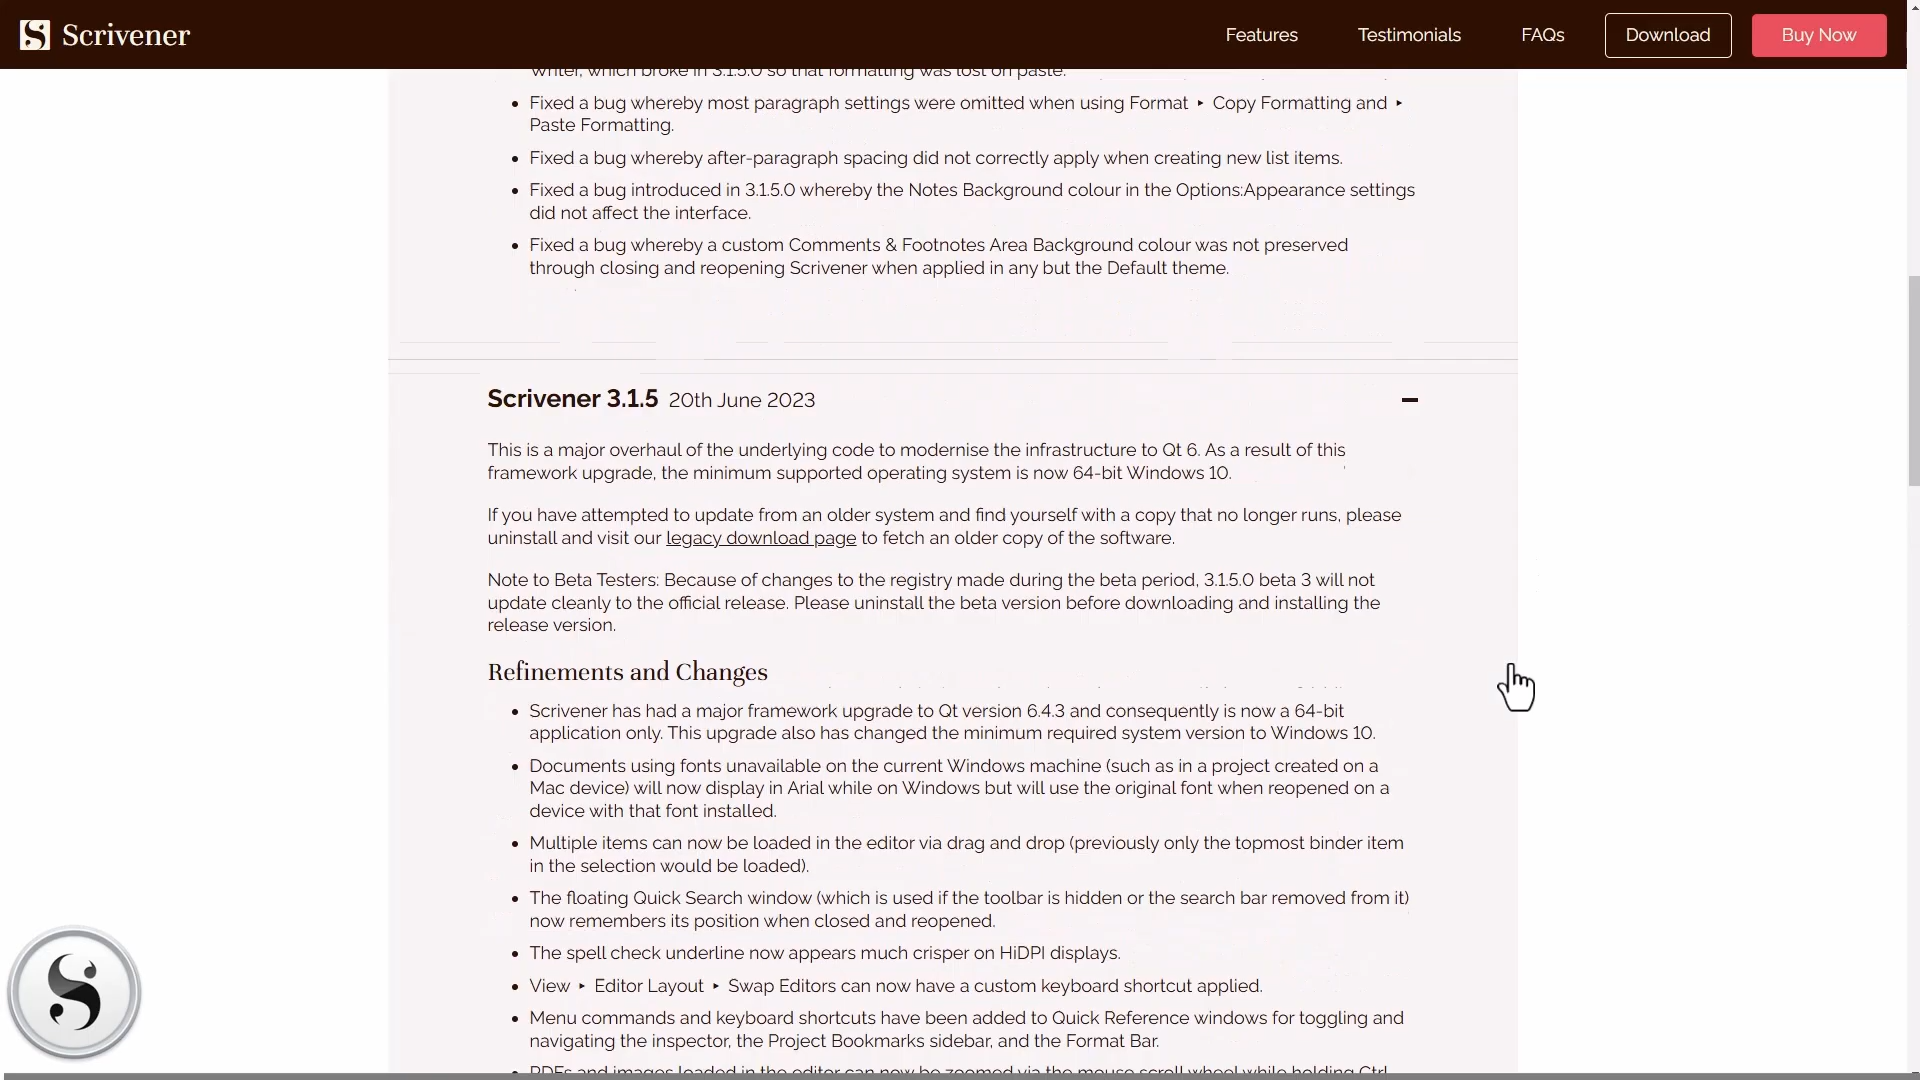 Scrivener
Features
Testimonials
FAQs
Download
Buy Now
Writer, which broke in 3.1.5.0 so that formatting was lost on paste.
• Fixed a bug whereby most paragraph settings were omitted when using Format ▸ Copy Formatting and ▸
Paste Formatting.
• Fixed a bug whereby after-paragraph spacing did not correctly apply when creating new list items.
• Fixed a bug introduced in 3.1.5.0 whereby the Notes Background colour in the Options:Appearance settings
did not affect the interface.
• Fixed a bug whereby a custom Comments & Footnotes Area Background colour was not preserved
through closing and reopening Scrivener when applied in any but the Default theme.
Scrivener 3.1.5 20th June 2023
This is a major overhaul of the underlying code to modernise the infrastructure to Qt 6. As a result of this
framework upgrade, the minimum supported operating system is now 64-bit Windows 10.
If you have attempted to update from an older system and find yourself with a copy that no longer runs, please
uninstall and visit our legacy download page to fetch an older copy of the software.
Note to Beta Testers: Because of changes to the registry made during the beta period, 3.1.5.0 beta 3 will not
update cleanly to the official release. Please uninstall the beta version before downloading and installing the
release version.
Refinements and Changes
• Scrivener has had a major framework upgrade to Qt version 6.4.3 and consequently is now a 64-bit
application only. This upgrade also has changed the minimum required system version to Windows 10.
• Documents using fonts unavailable on the current Windows machine (such as in a project created on a
Mac device) will now display in Arial while on Windows but will use the original font when reopened on a
device with that font installed.
• Multiple items can now be loaded in the editor via drag and drop (previously only the topmost binder item
in the selection would be loaded).
• The floating Quick Search window (which is used if the toolbar is hidden or the search bar removed from it)
now remembers its position when closed and reopened.
• The spell check underline now appears much crisper on HiDPI displays.
• View ▸ Editor Layout ▸ Swap Editors can now have a custom keyboard shortcut applied.
• Menu commands and keyboard shortcuts have been added to Quick Reference windows for toggling and
navigating the inspector, the Project Bookmarks sidebar, and the Format Bar.
• PDFs and images loaded in the editor can now be zoomed via the mouse scroll wheel while holding Ctrl